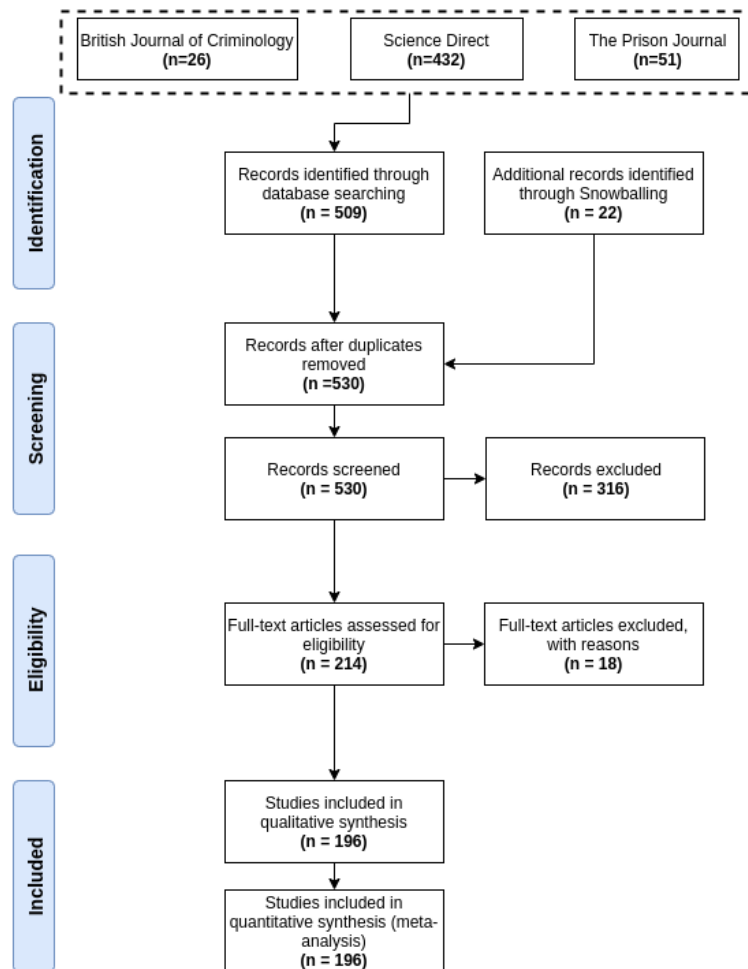 British Journal of Criminology
(n=26)
Science Direct
(n=432)
The Prison Journal
(n=51)
Identification
Records identified through
database searching
(n = 509)
Additional records identified
through Snowballing
(n = 22)
Screening
Records after duplicates
removed
(n =530)
Records screened
(n = 530)
Records excluded
(n = 316)
Eligibility
Full-text articles assessed for
eligibility
(n = 214)
Full-text articles excluded,
with reasons
(n = 18)
Included
Studies included in
qualitative synthesis
(n = 196)
Studies included in
quantitative synthesis (meta-
analysis)
(n = 196)